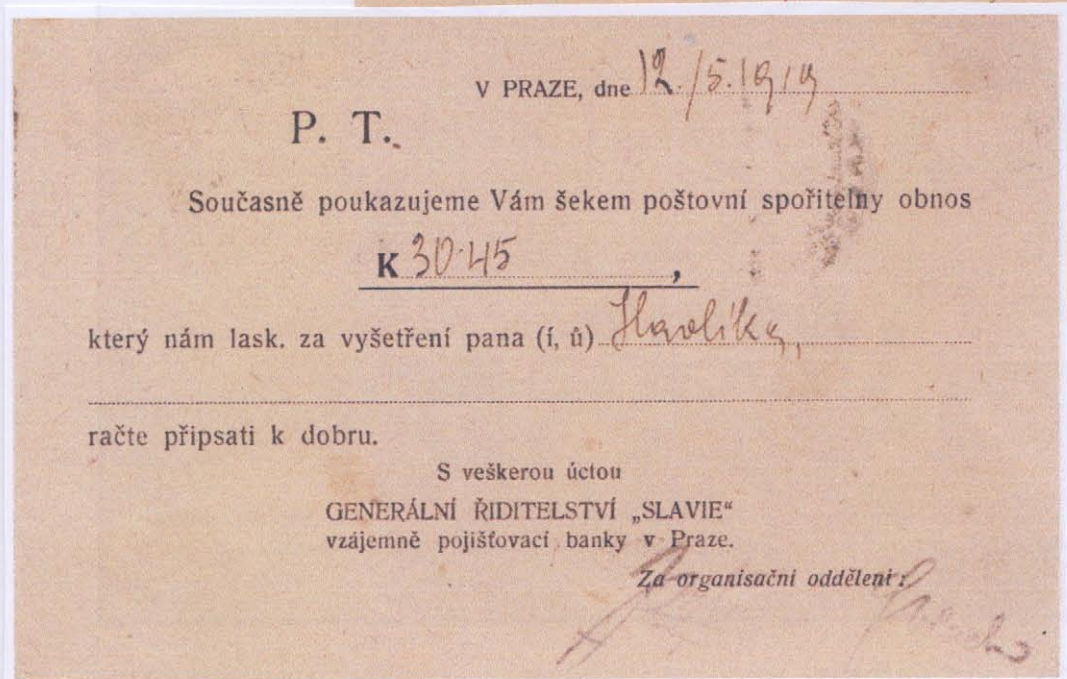 V PRAZE, dne 12./5.1919
P. T.
Současně poukazujeme Vám šekem poštovní spořitelny obnos
K 30·45 ,
který nám lask. za vyšetření pana (í, ů) Havlíka,
račte připsati k dobru.
S veškerou úctou
GENERÁLNÍ ŘIDITELSTVÍ „SLAVIE“
vzájemně pojišťovací banky v Praze.
Za organisační oddělení: